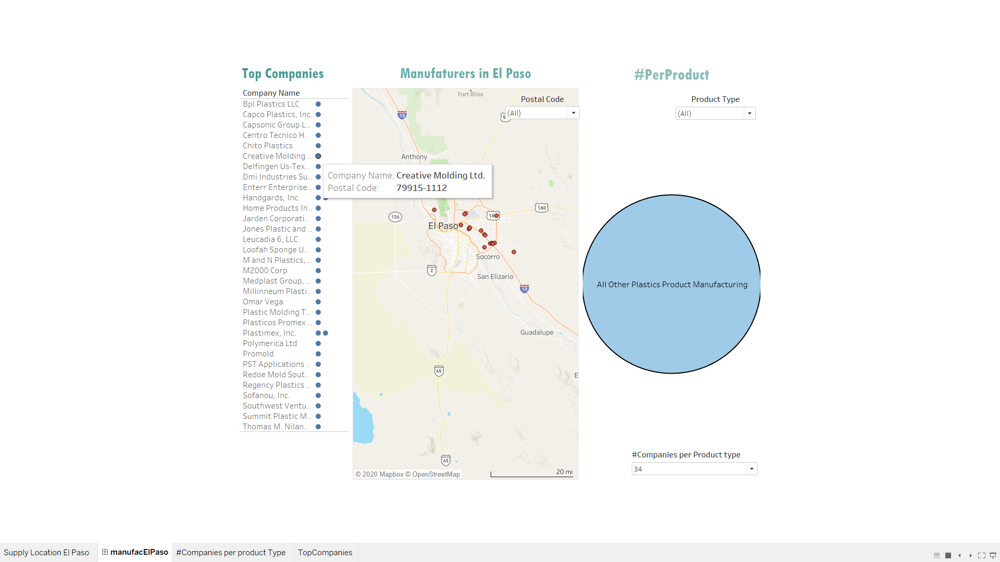 Top Companies
Manufaturers in El Paso
#PerProduct
Company Name
Bpl Plastics LLC
Capco Plastics, Inc.
Capsonic Group L..
Centro Tecnico H..
Chito Plastics
Creative Molding ..
Delfingen Us-Tex..
Dmi Industries Su..
Enterr Enterprise..
Handgards, Inc.
Home Products In..
Jarden Corporati..
Jones Plastic and ..
Leucadia 6, LLC
Loofah Sponge U..
M and N Plastics, ..
M2000 Corp
Medplast Group, ..
Millinneum Plasti..
Omar Vega
Plastic Molding T..
Plasticos Promex ..
Plastimex, Inc.
Polymerica Ltd
Promold
PST Applications ..
Redoe Mold Sout..
Regency Plastics ..
Sofanou, Inc.
Southwest Ventu..
Summit Plastic M..
Thomas M. Nilan..
Company Name: Creative Molding Ltd.
Postal Code: 79915-1112
Fort Bliss
Postal Code
(All)
10
5
Anthony
136
180
180
El Paso
Socorro
2
San Elizario
10
Guadalupe
45
E
45
20 mi
© 2020 Mapbox © OpenStreetMap
Product Type
(All)
All Other Plastics Product Manufacturing
#Companies per Product type
34
Supply Location El Paso
manufacElPaso
#Companies per product Type
TopCompanies